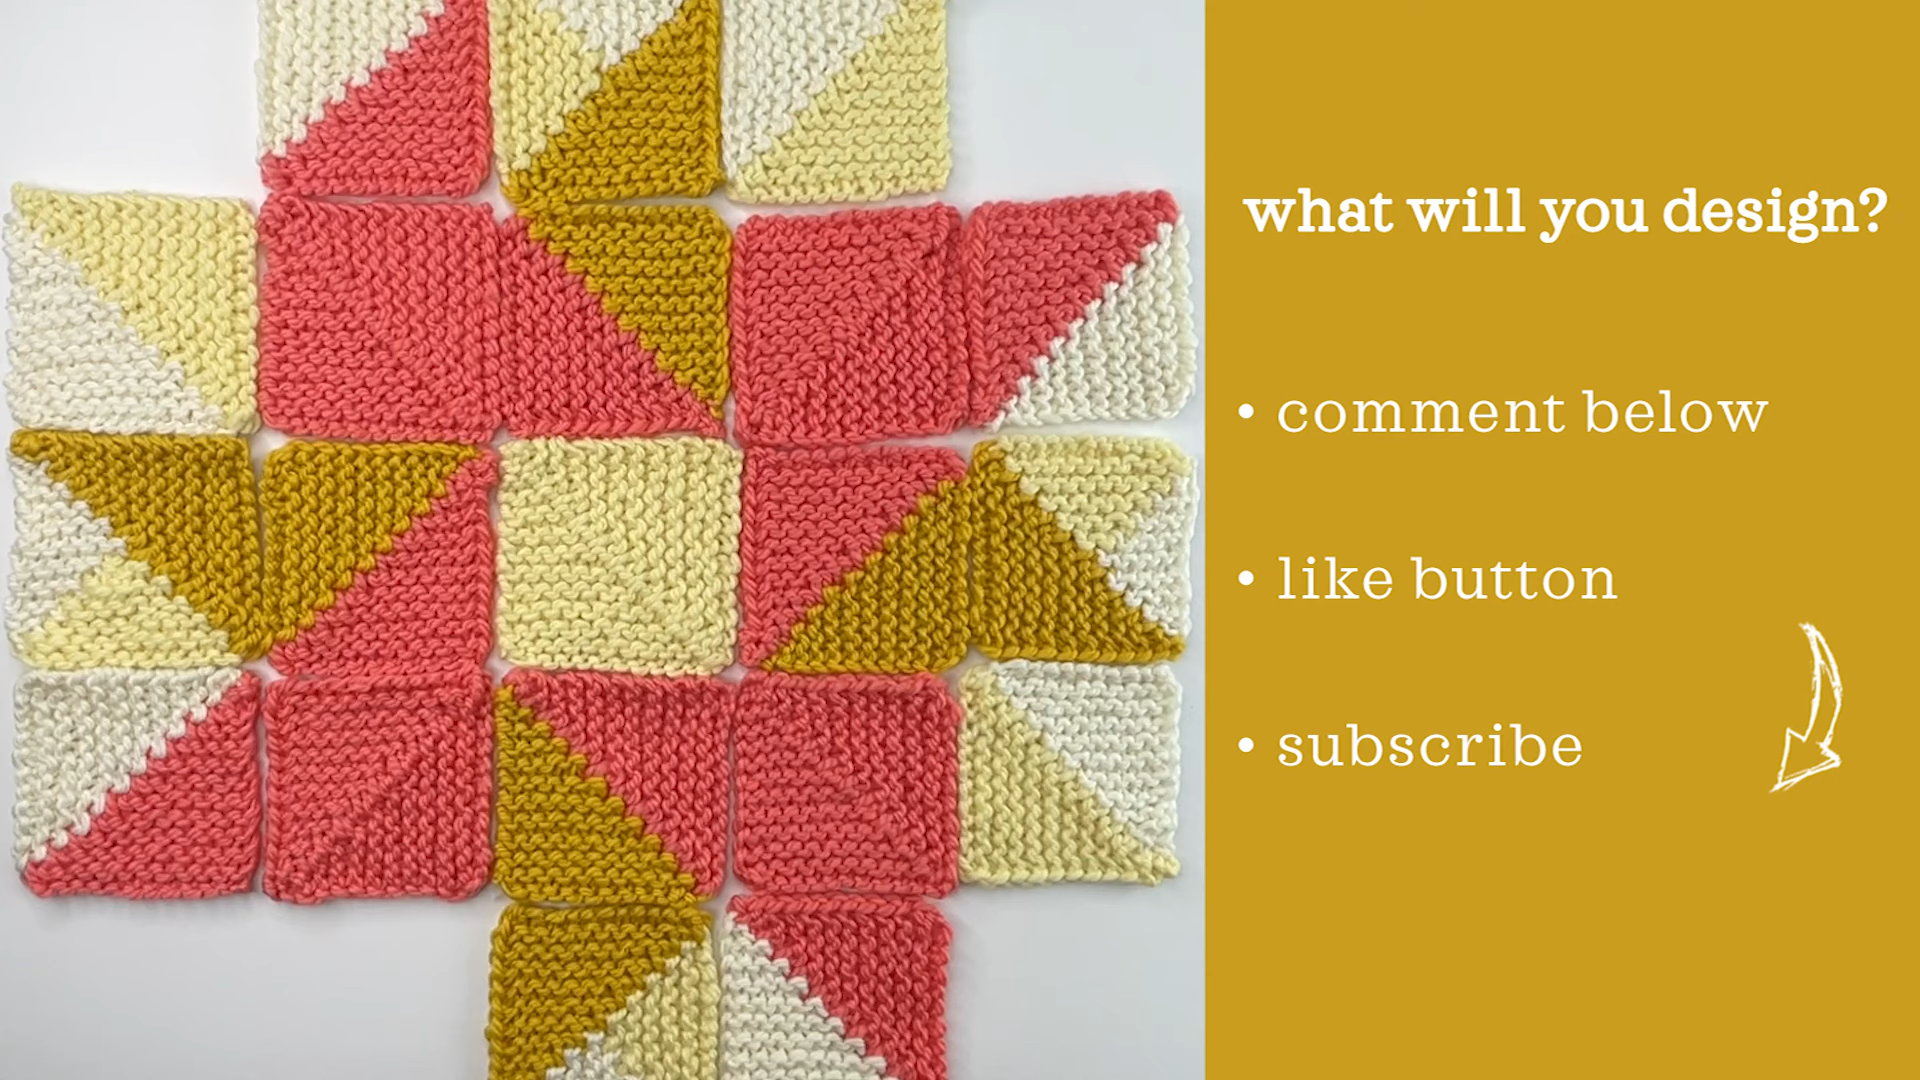 what will you design?
• comment below
• like button
• subscribe